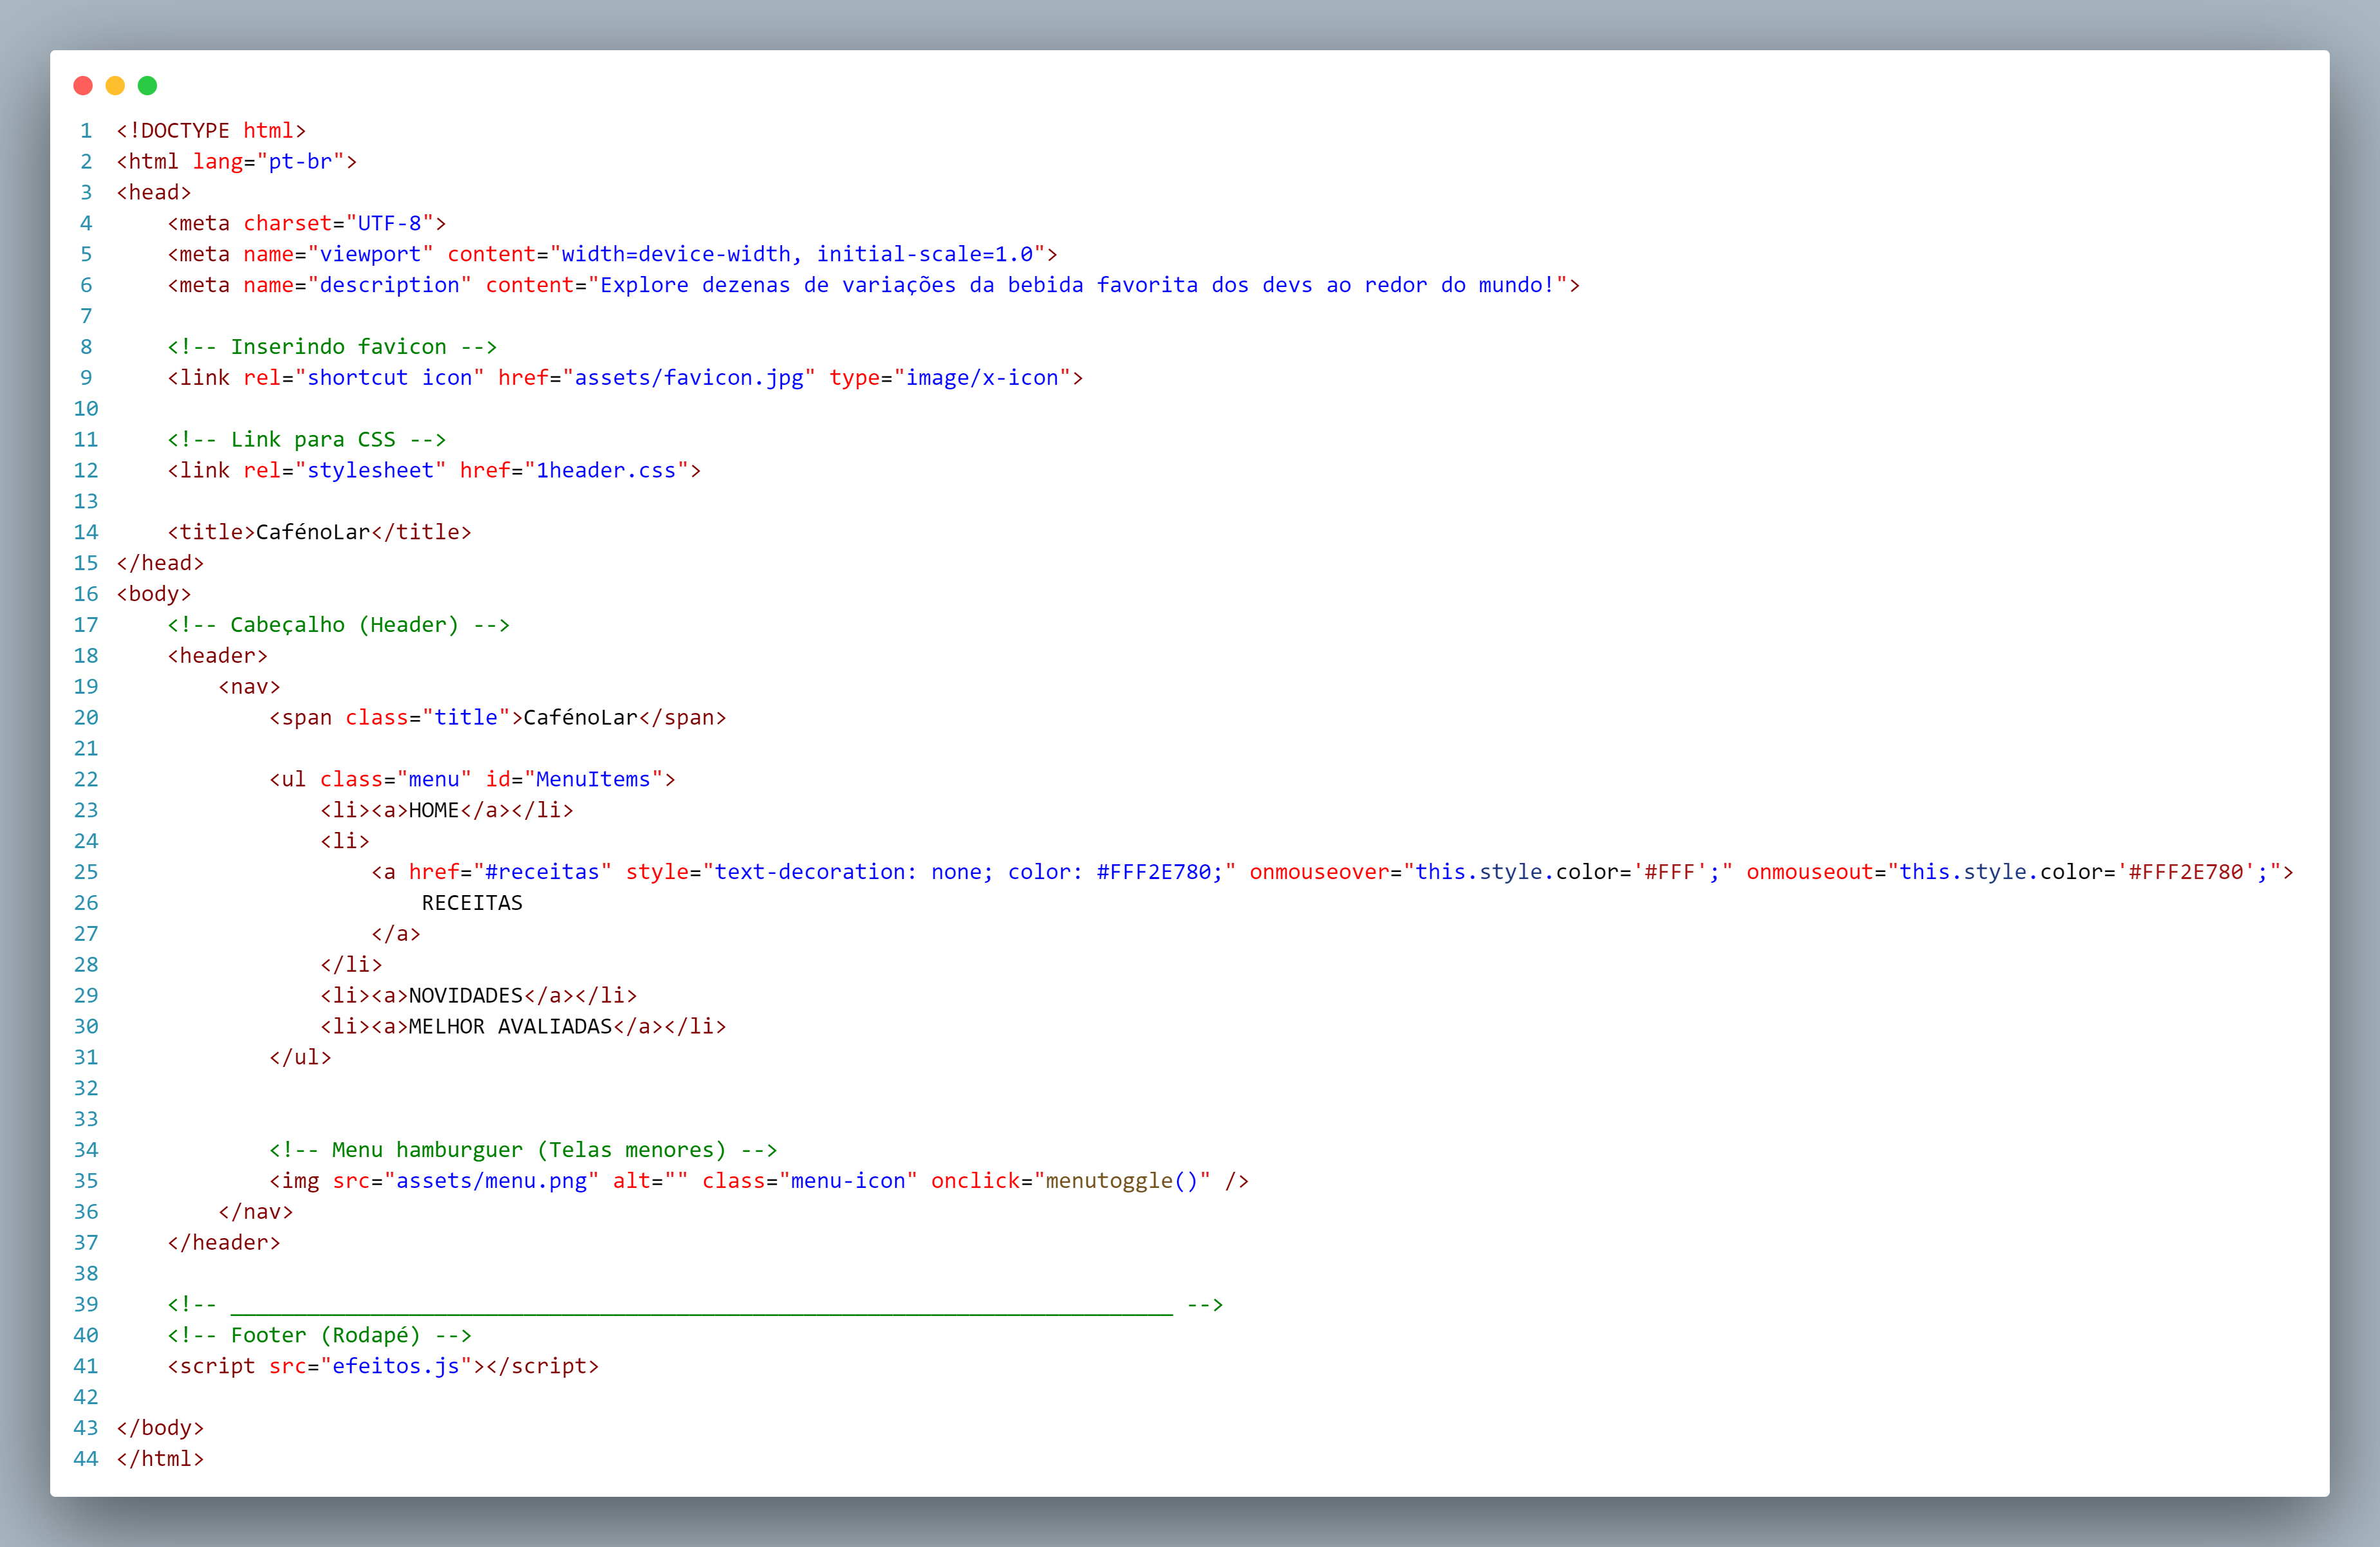 1 <!DOCTYPE html>
2 <html lang="pt-br">
3 <head>
4     <meta charset="UTF-8">
5     <meta name="viewport" content="width=device-width, initial-scale=1.0">
6     <meta name="description" content="Explore dezenas de variações da bebida favorita dos devs ao redor do mundo!">
7
8     <!-- Inserindo favicon -->
9     <link rel="shortcut icon" href="assets/favicon.jpg" type="image/x-icon">
10
11     <!-- Link para CSS -->
12     <link rel="stylesheet" href="1header.css">
13
14     <title>CafénoLar</title>
15 </head>
16 <body>
17     <!-- Cabeçalho (Header) -->
18     <header>
19         <nav>
20             <span class="title">CafénoLar</span>
21
22             <ul class="menu" id="MenuItems">
23                 <li><a>HOME</a></li>
24                 <li>
25                     <a href="#receitas" style="text-decoration: none; color: #FFF2E780;" onmouseover="this.style.color='#FFF';" onmouseout="this.style.color='#FFF2E780';">
26                         RECEITAS
27                     </a>
28                 </li>
29                 <li><a>NOVIDADES</a></li>
30                 <li><a>MELHOR AVALIADAS</a></li>
31             </ul>
32
33
34             <!-- Menu hamburguer (Telas menores) -->
35             <img src="assets/menu.png" alt="" class="menu-icon" onclick="menutoggle()" />
36         </nav>
37     </header>
38
39     <!-- __________________________________________________________________________ -->
40     <!-- Footer (Rodapé) -->
41     <script src="efeitos.js"></script>
42
43 </body>
44 </html>